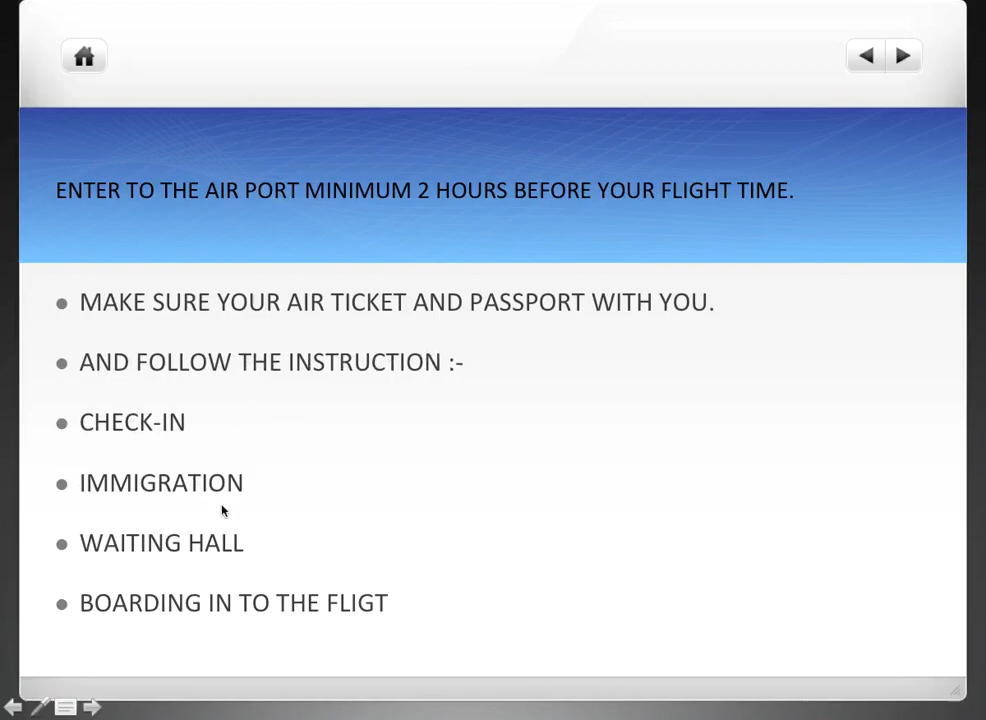 ENTER TO THE AIR PORT MINIMUM 2 HOURS BEFORE YOUR FLIGHT TIME.
MAKE SURE YOUR AIR TICKET AND PASSPORT WITH YOU.
AND FOLLOW THE INSTRUCTION :-
CHECK-IN
IMMIGRATION
WAITING HALL
BOARDING IN TO THE FLIGT